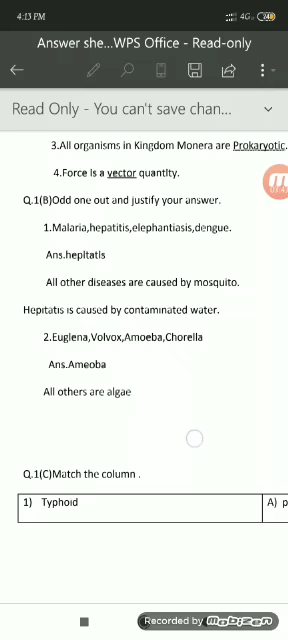 4:13 PM
4G
Answer she...WPS Office - Read-only
Read Only - You can't save chan...
3.All organisms in Kingdom Monera are Prokaryotic.
4.Force is a vector quantity.
Q.1(B)Odd one out and justify your answer.
1.Malaria,hepatitis,elephantiasis,dengue.
Ans.hepitatis
All other diseases are caused by mosquito.
Hepitatis is caused by contaminated water.
2.Euglena,Volvox,Amoeba,Chorella
Ans.Ameoba
All others are algae
Q.1(C)Match the column .
1) Typhoid
A) p
Recorded by mobizen